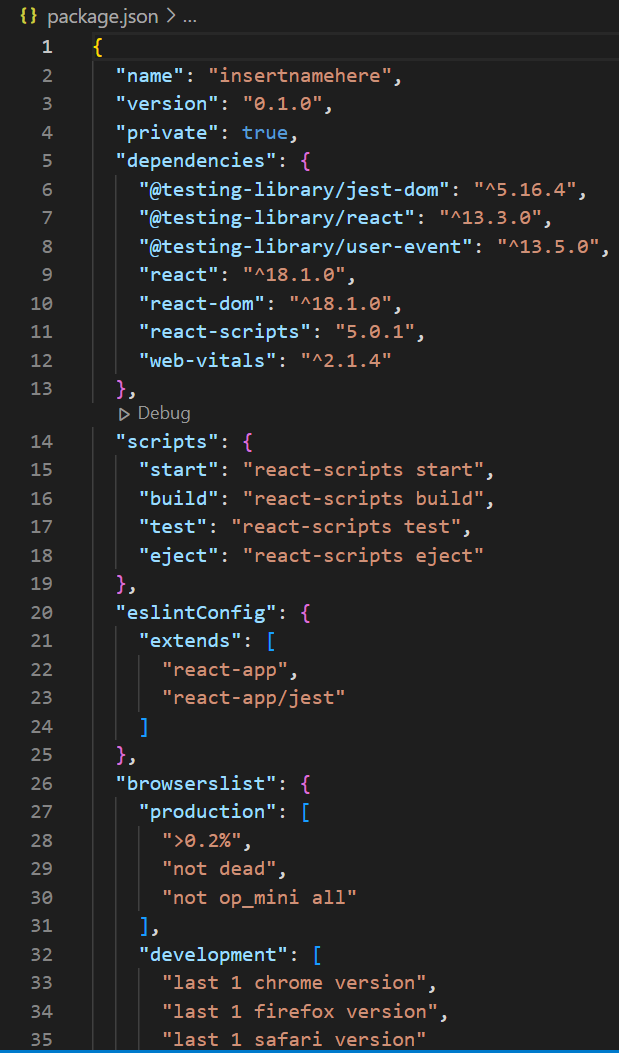 {} package.json > ...
1 {
2 "name": "insertnamehere",
3 "version": "0.1.0",
4 "private": true,
5 "dependencies": {
6 "@testing-library/jest-dom": "^5.16.4",
7 "@testing-library/react": "^13.3.0",
8 "@testing-library/user-event": "^13.5.0",
9 "react": "^18.1.0",
10 "react-dom": "^18.1.0",
11 "react-scripts": "5.0.1",
12 "web-vitals": "^2.1.4"
13 },
Debug
14 "scripts": {
15 "start": "react-scripts start",
16 "build": "react-scripts build",
17 "test": "react-scripts test",
18 "eject": "react-scripts eject"
19 },
20 "eslintConfig": {
21 "extends": [
22 "react-app",
23 "react-app/jest"
24 ]
25 },
26 "browserslist": {
27 "production": [
28 ">0.2%",
29 "not dead",
30 "not op_mini all"
31 ],
32 "development": [
33 "last 1 chrome version",
34 "last 1 firefox version",
35 "last 1 safari version"